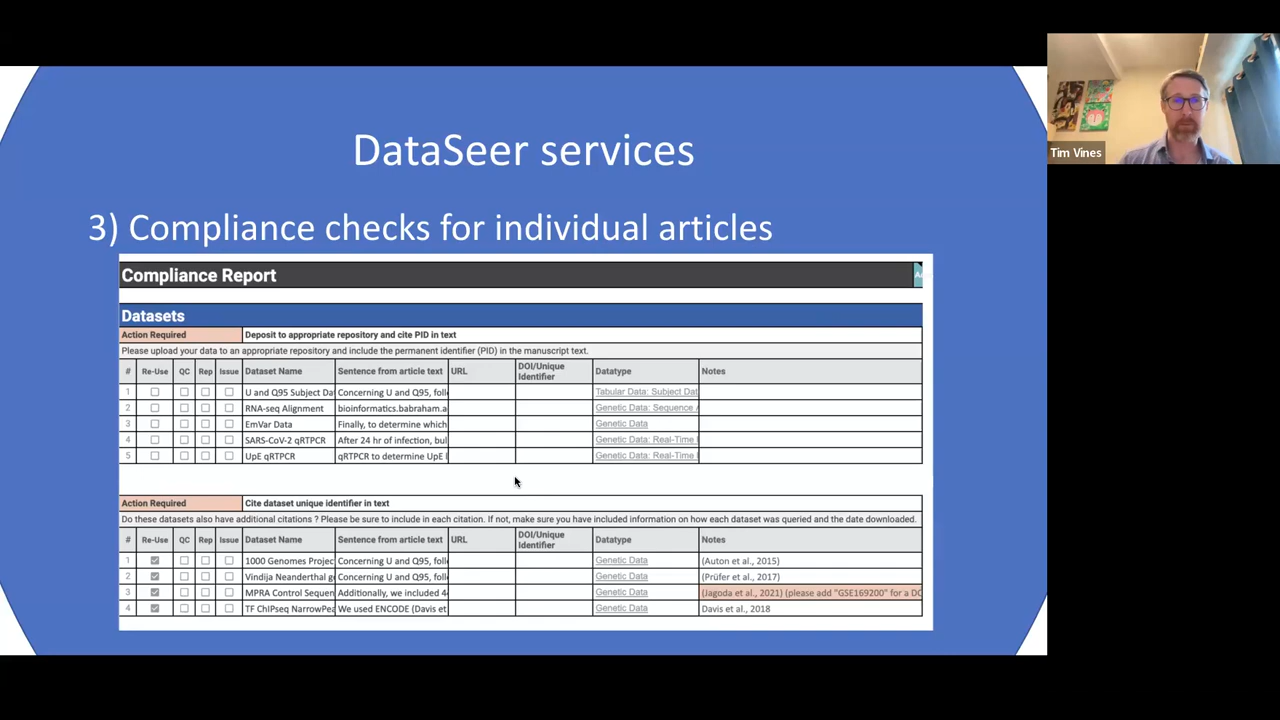 DataSeer services
Tim Vines
3) Compliance checks for individual articles
Compliance Report
Datasets
Action Required Deposit to appropriate repository and cite PID in text
Please upload your data to an appropriate repository and include the permanent identifier (PID) in the manuscript text.
# Re-Use QC Rep Issue Dataset Name Sentence from article text URL DOI/Unique Identifier Datatype Notes
1 U and Q95 Subject Da Concerning U and Q95, foll Tabular Data: Subject Dat
2 RNA-seq Alignment bioinformatics.babraham.a Genetic Data: Sequence A
3 EmVar Data Finally, to determine which Genetic Data
4 SARS-CoV-2 qRTPCR After 24 hr of infection, bul Genetic Data: Real-Time
5 UpE qRTPCR qRTPCR to determine UpE Genetic Data: Real-Time
Action Required Cite dataset unique identifier in text
Do these datasets also have additional citations ? Please be sure to include in each citation. If not, make sure you have included information on how each dataset was queried and the date downloaded.
# Re-Use QC Rep Issue Dataset Name Sentence from article text URL DOI/Unique Identifier Datatype Notes
1 1000 Genomes Projec Concerning U and Q95, foll Genetic Data (Auton et al., 2015)
2 Vindija Neanderthal g Concerning U and Q95, foll Genetic Data (Prüfer et al., 2017)
3 MPRA Control Sequen Additionally, we included 4 Genetic Data (Jagoda et al., 2021) (please add "GSE169200" for a DO
4 TF ChIPseq NarrowPea We used ENCODE (Davis et Genetic Data Davis et al., 2018